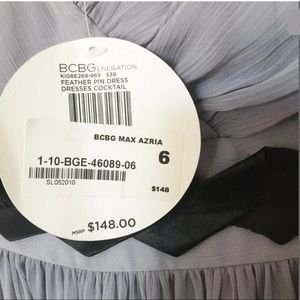 BCBGENERATION
KIG6E269-969 S39
FEATHER PIN DRESS
DRESSES COCKTAIL
BCBG MAX AZRIA
1-10-BGE-46089-06
6
SL052010
$148
MSRP $148.00